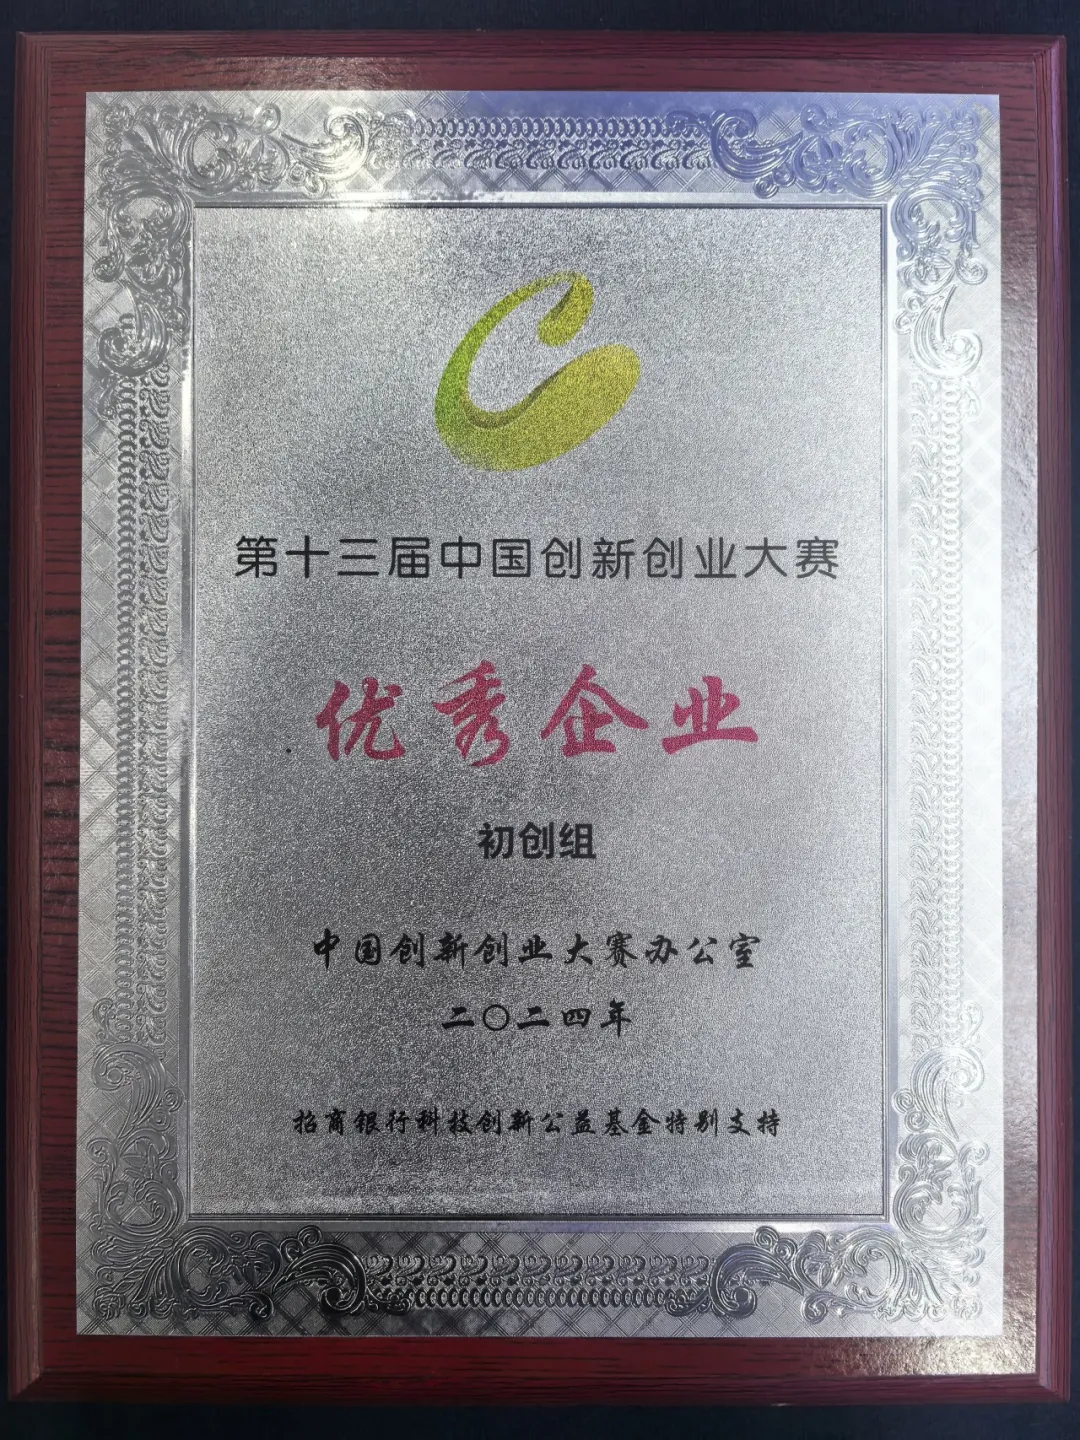 第十三届中国创新创业大赛
优秀企业
初创组
中国创新创业大赛办公室
二〇二四年
招商银行科技创新公益基金特别支持